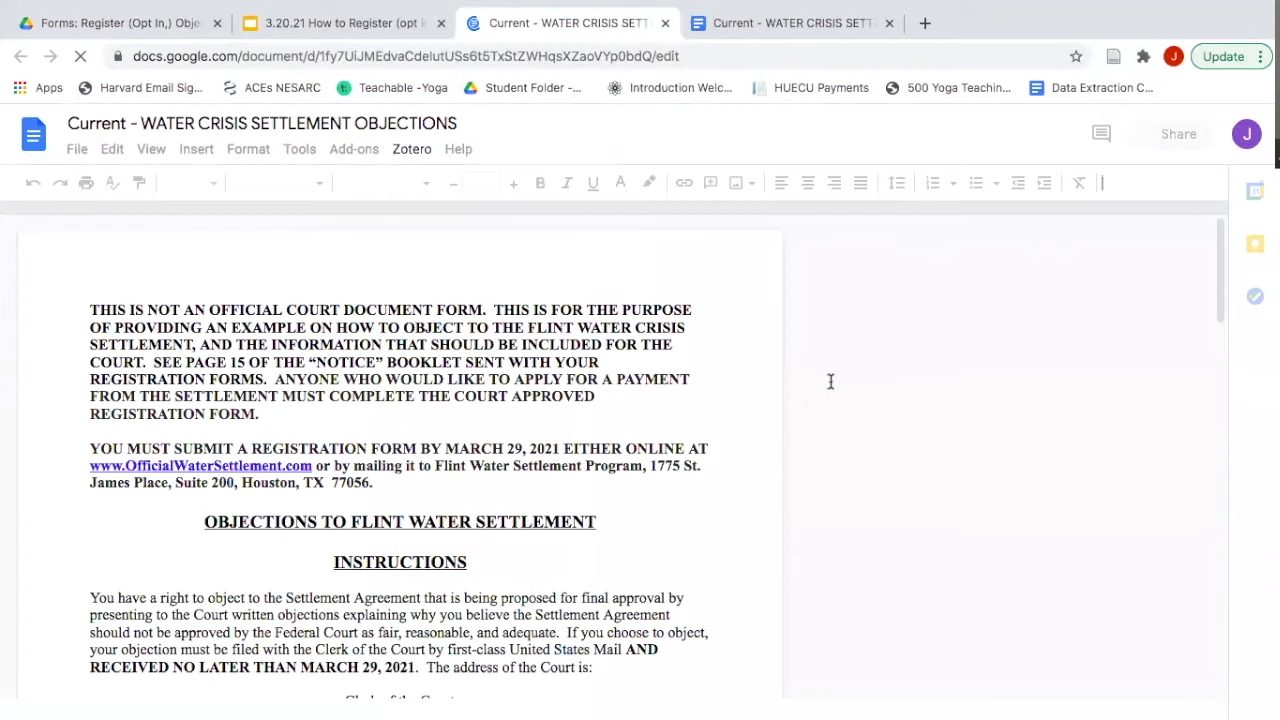 Forms: Register (Opt In,) Obje
3.20.21 How to Register (opt i
Current - WATER CRISIS SETT
Current - WATER CRISIS SETT
docs.google.com/document/d/1fy7UiJMEdvaCdelutUSs6t5TxStZWHqsXZaoVYp0bdQ/edit
J
Update
Apps
Harvard Email Sig...
ACEs NESARC
Teachable -Yoga
Student Folder -...
Introduction Welc...
HUECU Payments
500 Yoga Teachin...
Data Extraction C...
Current - WATER CRISIS SETTLEMENT OBJECTIONS
Share
J
File Edit View Insert Format Tools Add-ons Zotero Help
THIS IS NOT AN OFFICIAL COURT DOCUMENT FORM. THIS IS FOR THE PURPOSE
OF PROVIDING AN EXAMPLE ON HOW TO OBJECT TO THE FLINT WATER CRISIS
SETTLEMENT, AND THE INFORMATION THAT SHOULD BE INCLUDED FOR THE
COURT. SEE PAGE 15 OF THE “NOTICE” BOOKLET SENT WITH YOUR
REGISTRATION FORMS. ANYONE WHO WOULD LIKE TO APPLY FOR A PAYMENT
FROM THE SETTLEMENT MUST COMPLETE THE COURT APPROVED
REGISTRATION FORM.
YOU MUST SUBMIT A REGISTRATION FORM BY MARCH 29, 2021 EITHER ONLINE AT
www.OfficialWaterSettlement.com or by mailing it to Flint Water Settlement Program, 1775 St.
James Place, Suite 200, Houston, TX 77056.
OBJECTIONS TO FLINT WATER SETTLEMENT
INSTRUCTIONS
You have a right to object to the Settlement Agreement that is being proposed for final approval by
presenting to the Court written objections explaining why you believe the Settlement Agreement
should not be approved by the Federal Court as fair, reasonable, and adequate. If you choose to object,
your objection must be filed with the Clerk of the Court by first-class United States Mail AND
RECEIVED NO LATER THAN MARCH 29, 2021. The address of the Court is:
Clerk of the Court